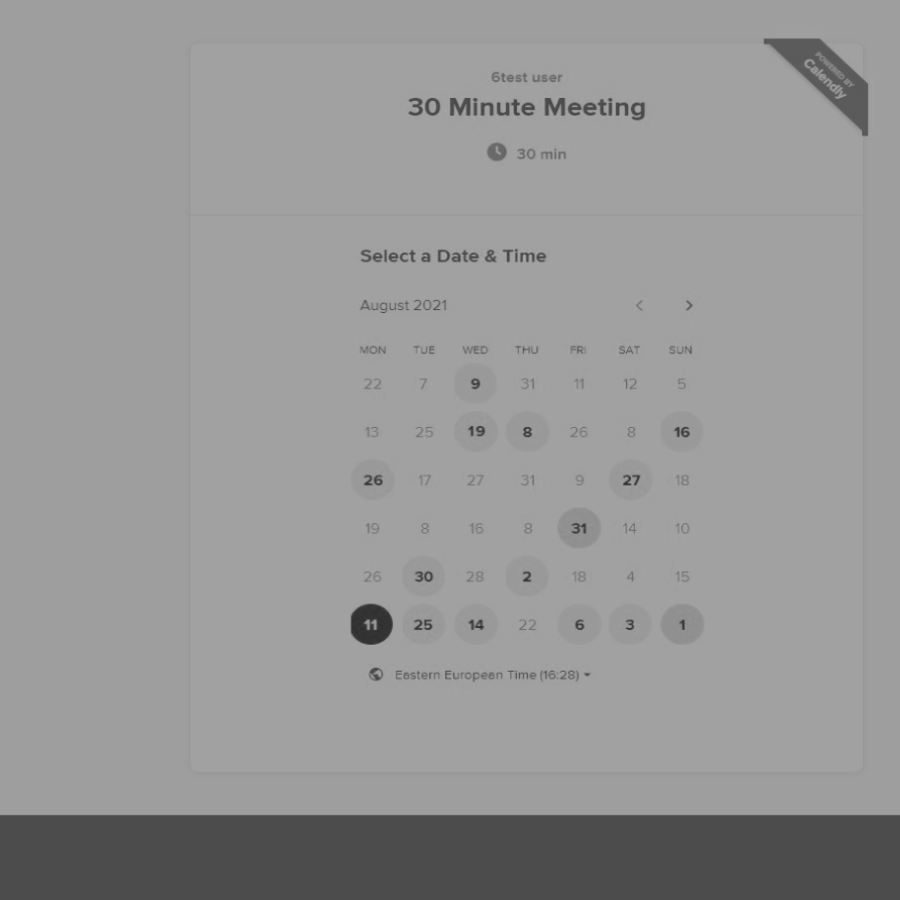 POWERED BY
Calendly
6test user
30 Minute Meeting
30 min
Select a Date & Time
August 2021
MON TUE WED THU FRI SAT SUN
22 7 9 31 11 12 5
13 25 19 8 26 8 16
26 17 27 31 9 27 18
19 8 16 8 31 14 10
26 30 28 2 18 4 15
11 25 14 22 6 3 1
Eastern European Time (16:28)